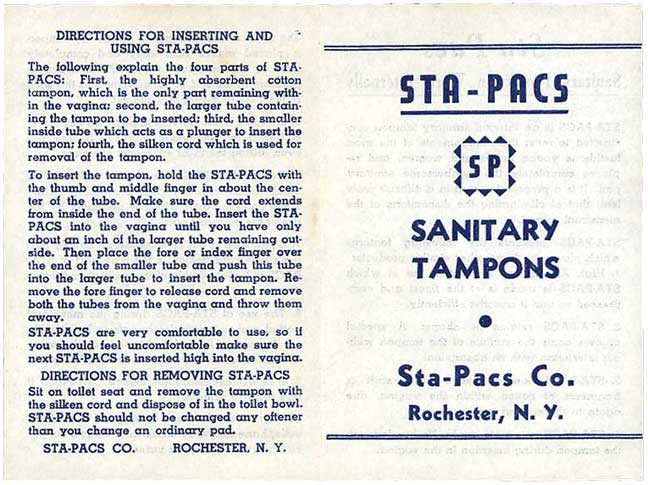 DIRECTIONS FOR INSERTING AND
USING STA-PACS
The following explain the four parts of STA-
PACS: First, the highly absorbent cotton
tampon, which is the only part remaining with-
in the vagina; second, the larger tube contain-
ing the tampon to be inserted; third, the smaller
inside tube which acts as a plunger to insert the
tampon; fourth, the silken cord which is used for
removal of the tampon.
To insert the tampon, hold the STA-PACS with
the thumb and middle finger in about the cen-
ter of the tube. Make sure the cord extends
from inside the end of the tube. Insert the STA-
PACS into the vagina until you have only
about an inch of the larger tube remaining out-
side. Then place the fore or index finger over
the end of the smaller tube and push this tube
into the larger tube to insert the tampon. Re-
move the fore finger to release cord and remove
both the tubes from the vagina and throw them
away.
STA-PACS are very comfortable to use, so if
you should feel uncomfortable make sure the
next STA-PACS is inserted high into the vagina.
DIRECTIONS FOR REMOVING STA-PACS
Sit on toilet seat and remove the tampon with
the silken cord and dispose of in the toilet bowl.
STA-PACS should not be changed any oftener
than you change an ordinary pad.
STA-PACS CO. ROCHESTER, N. Y.
STA-PACS
SP
SANITARY
TAMPONS
Sta-Pacs Co.
Rochester, N. Y.